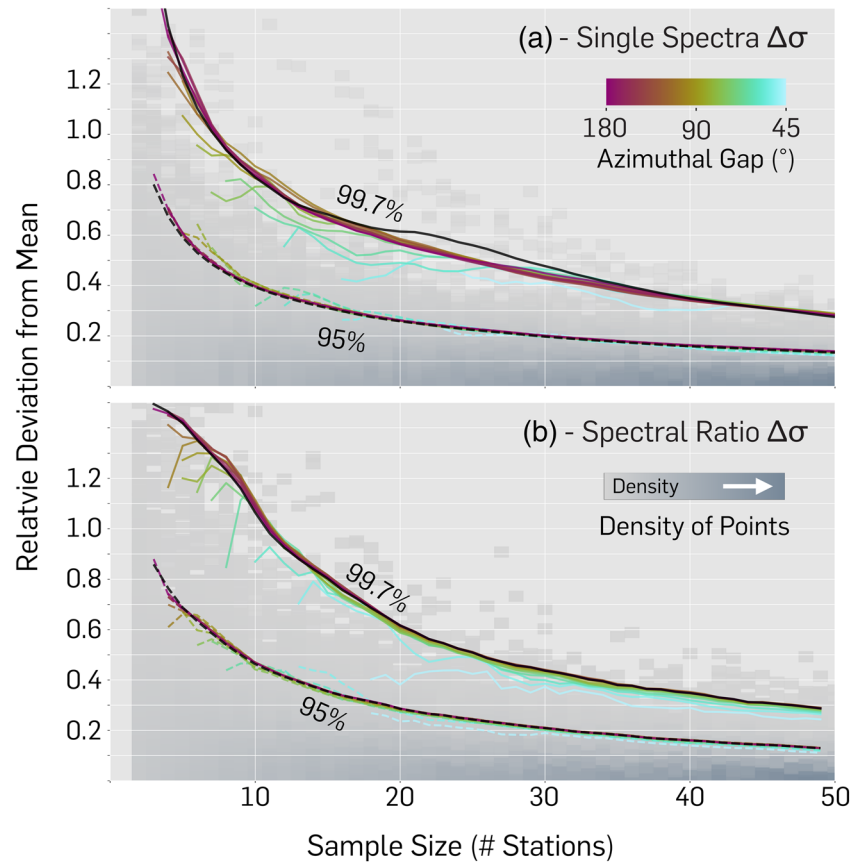 (a) - Single Spectra Δσ
180 90 45
Azimuthal Gap (°)
1.2
1.0
0.8
0.6
0.4
0.2
99.7%
95%
Relatvie Deviation from Mean
(b) - Spectral Ratio Δσ
Density
Density of Points
1.2
1.0
0.8
0.6
0.4
0.2
99.7%
95%
10 20 30 40 50
Sample Size (# Stations)